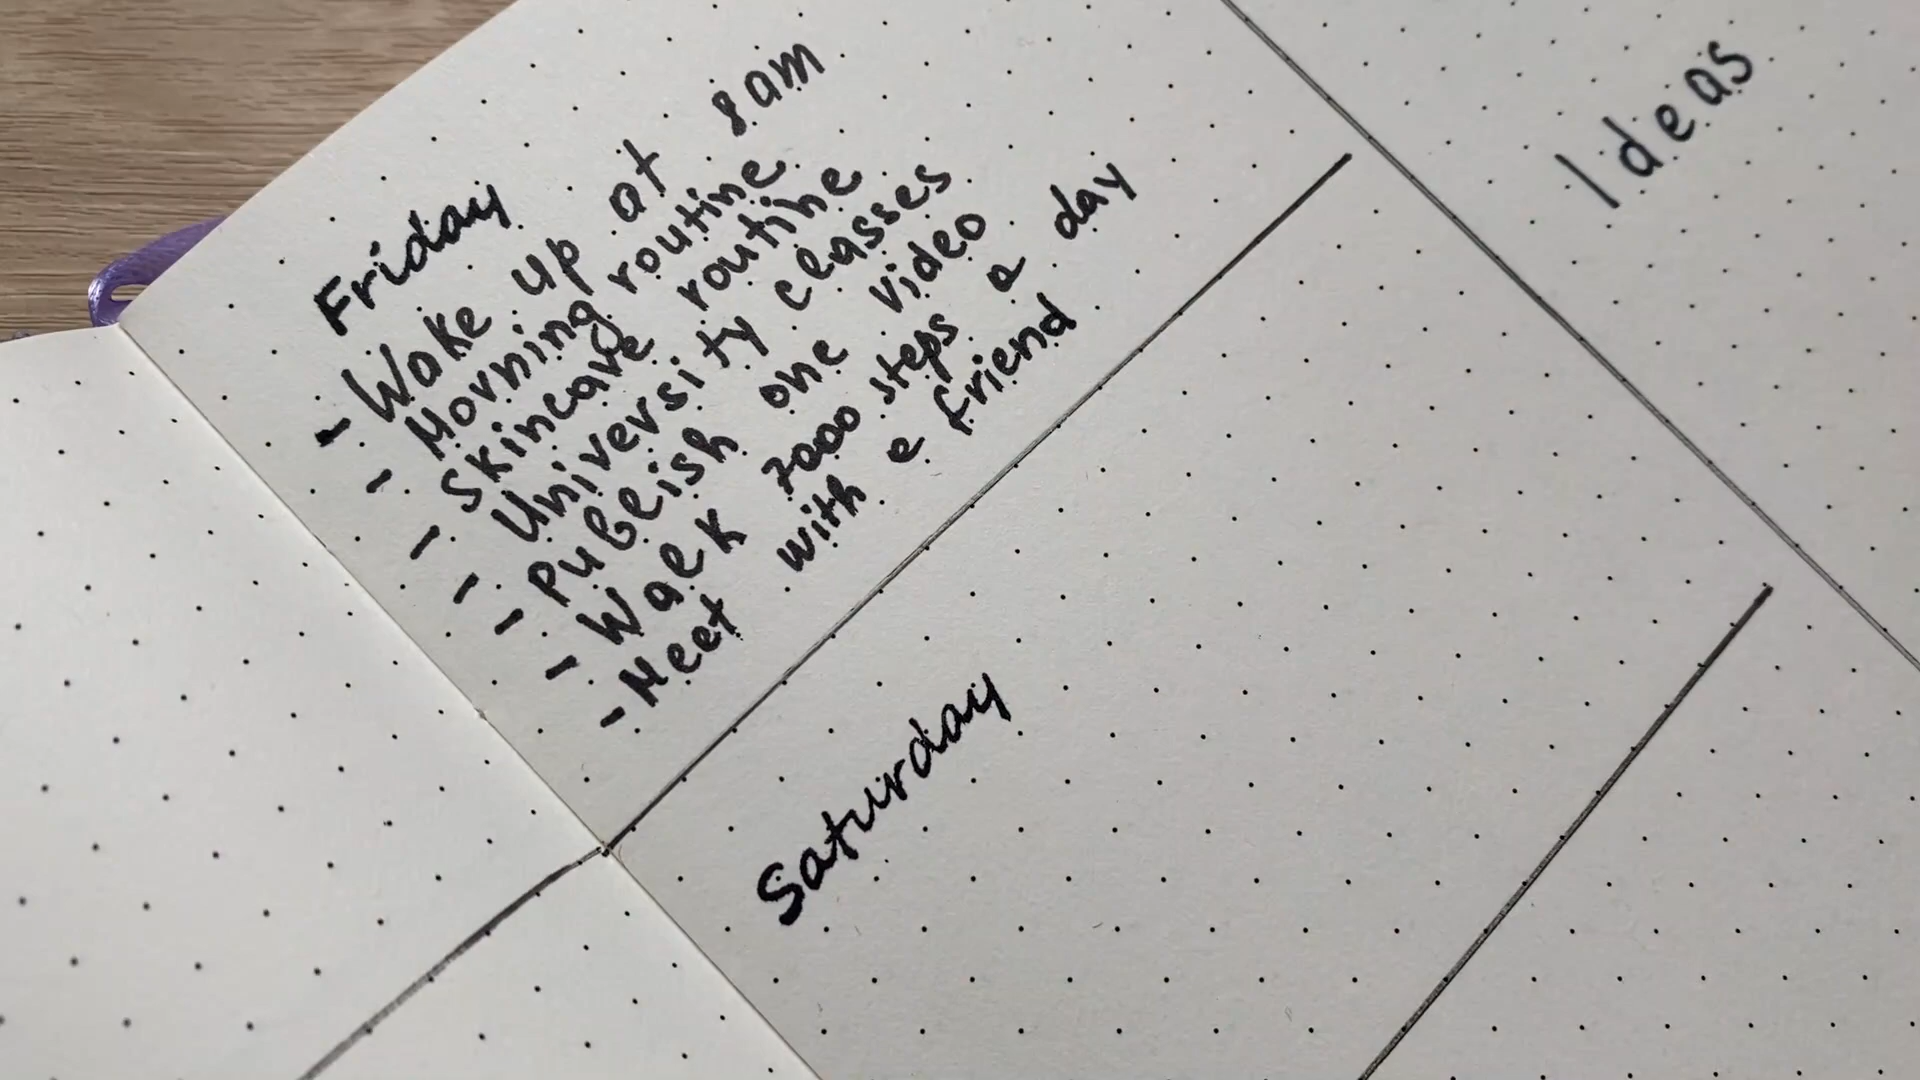 Friday
- Wake up at 8am
- Morning routine
- Skincare routine
- University classes
- Publish one video
- Walk 7000 steps a day
- Meet with a friend
Saturday
Ideas